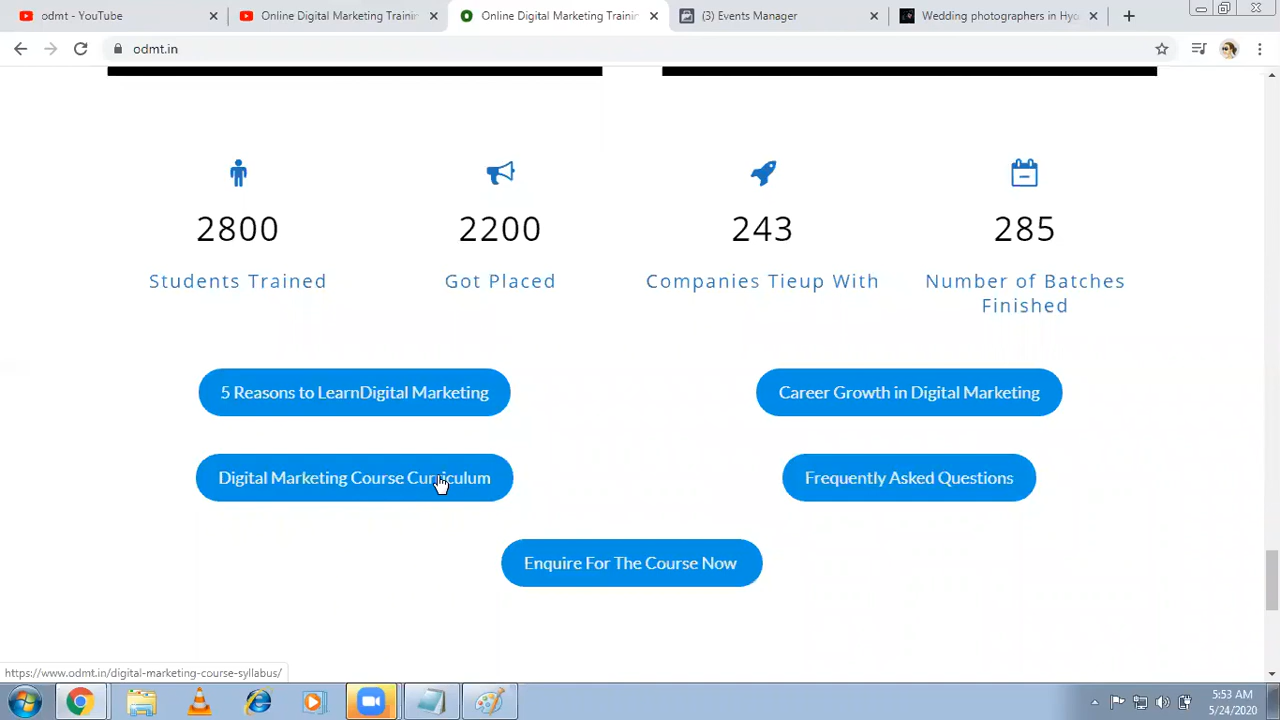 odmt - YouTube
Online Digital Marketing Trainin
Online Digital Marketing Trainin
(3) Events Manager
Wedding photographers in Hyd
odmt.in
2800
2200
243
285
Students Trained
Got Placed
Companies Tieup With
Number of Batches
Finished
5 Reasons to LearnDigital Marketing
Career Growth in Digital Marketing
Digital Marketing Course Curriculum
Frequently Asked Questions
Enquire For The Course Now
https://www.odmt.in/digital-marketing-course-syllabus/
5:53 AM
5/24/2020